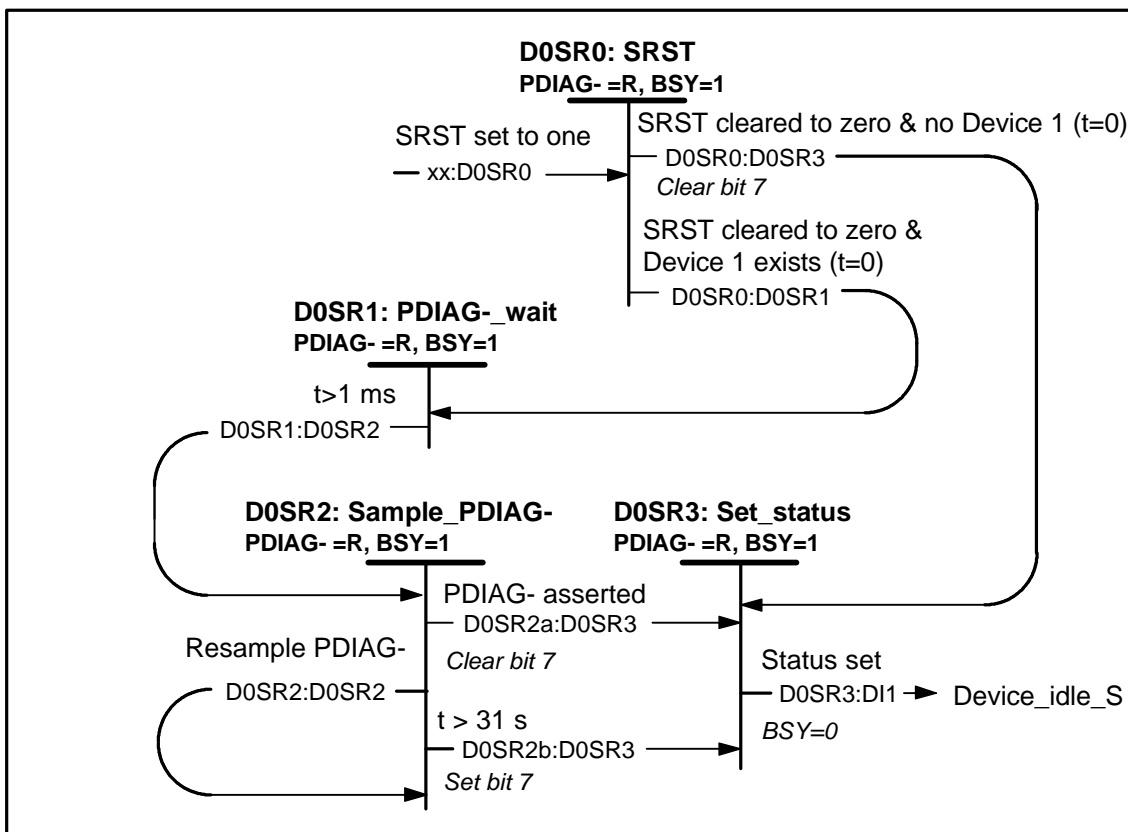 D0SR0: SRST
PDIAG- =R, BSY=1
SRST set to one
xx:D0SR0
SRST cleared to zero & no Device 1 (t=0)
D0SR0:D0SR3
Clear bit 7
SRST cleared to zero &
Device 1 exists (t=0)
D0SR0:D0SR1
D0SR1: PDIAG-_wait
PDIAG- =R, BSY=1
t>1 ms
D0SR1:D0SR2
D0SR2: Sample_PDIAG-
PDIAG- =R, BSY=1
D0SR3: Set_status
PDIAG- =R, BSY=1
PDIAG- asserted
D0SR2a:D0SR3
Clear bit 7
Resample PDIAG-
D0SR2:D0SR2
t > 31 s
D0SR2b:D0SR3
Set bit 7
Status set
D0SR3:DI1
Device_idle_S
BSY=0